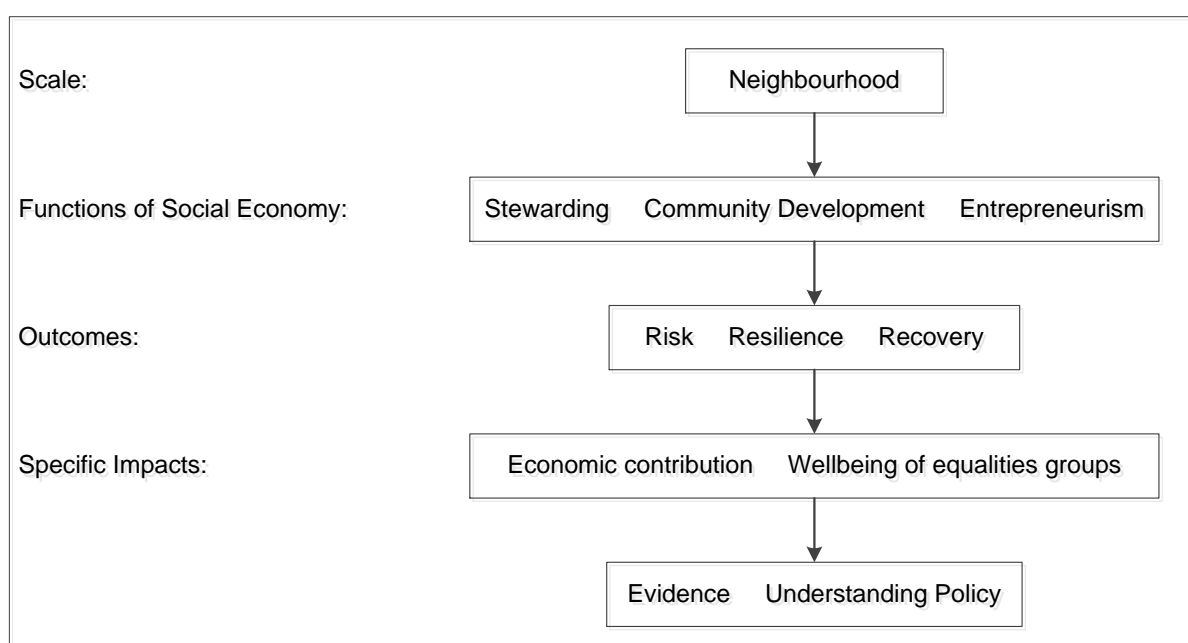 Scale: Neighbourhood
Functions of Social Economy: Stewarding Community Development Entrepreneurism
Outcomes: Risk Resilience Recovery
Specific Impacts: Economic contribution Wellbeing of equalities groups
Evidence Understanding Policy